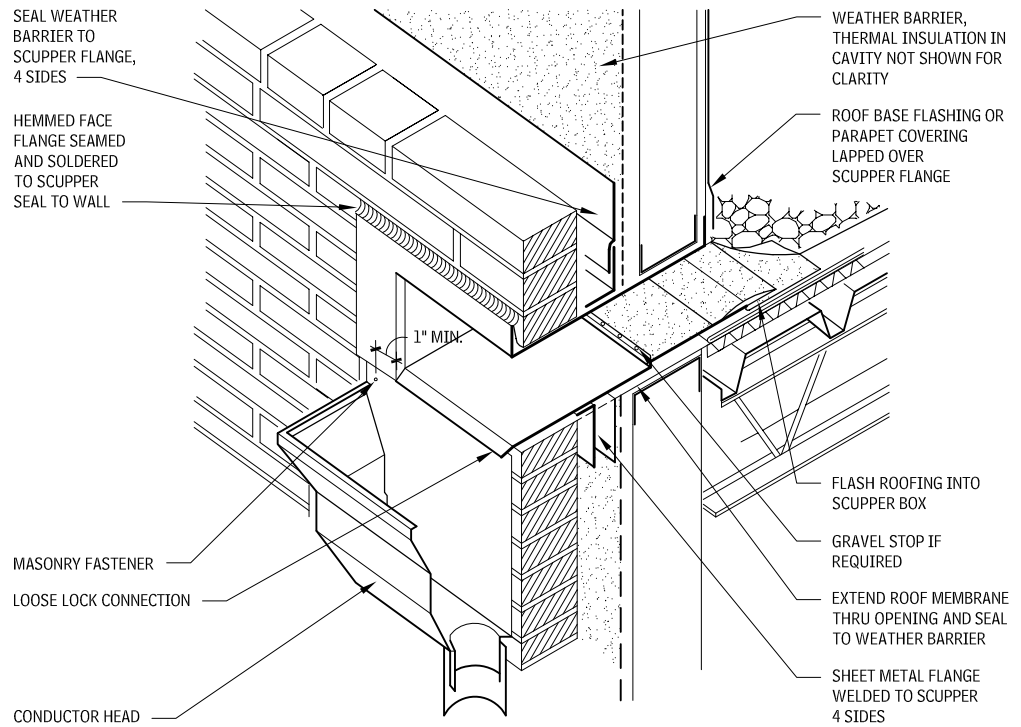 SEAL WEATHER
BARRIER TO
SCUPPER FLANGE,
4 SIDES
HEMMED FACE
FLANGE SEAMED
AND SOLDERED
TO SCUPPER
SEAL TO WALL
1" MIN.
MASONRY FASTENER
LOOSE LOCK CONNECTION
CONDUCTOR HEAD
WEATHER BARRIER,
THERMAL INSULATION IN
CAVITY NOT SHOWN FOR
CLARITY
ROOF BASE FLASHING OR
PARAPET COVERING
LAPPED OVER
SCUPPER FLANGE
FLASH ROOFING INTO
SCUPPER BOX
GRAVEL STOP IF
REQUIRED
EXTEND ROOF MEMBRANE
THRU OPENING AND SEAL
TO WEATHER BARRIER
SHEET METAL FLANGE
WELDED TO SCUPPER
4 SIDES